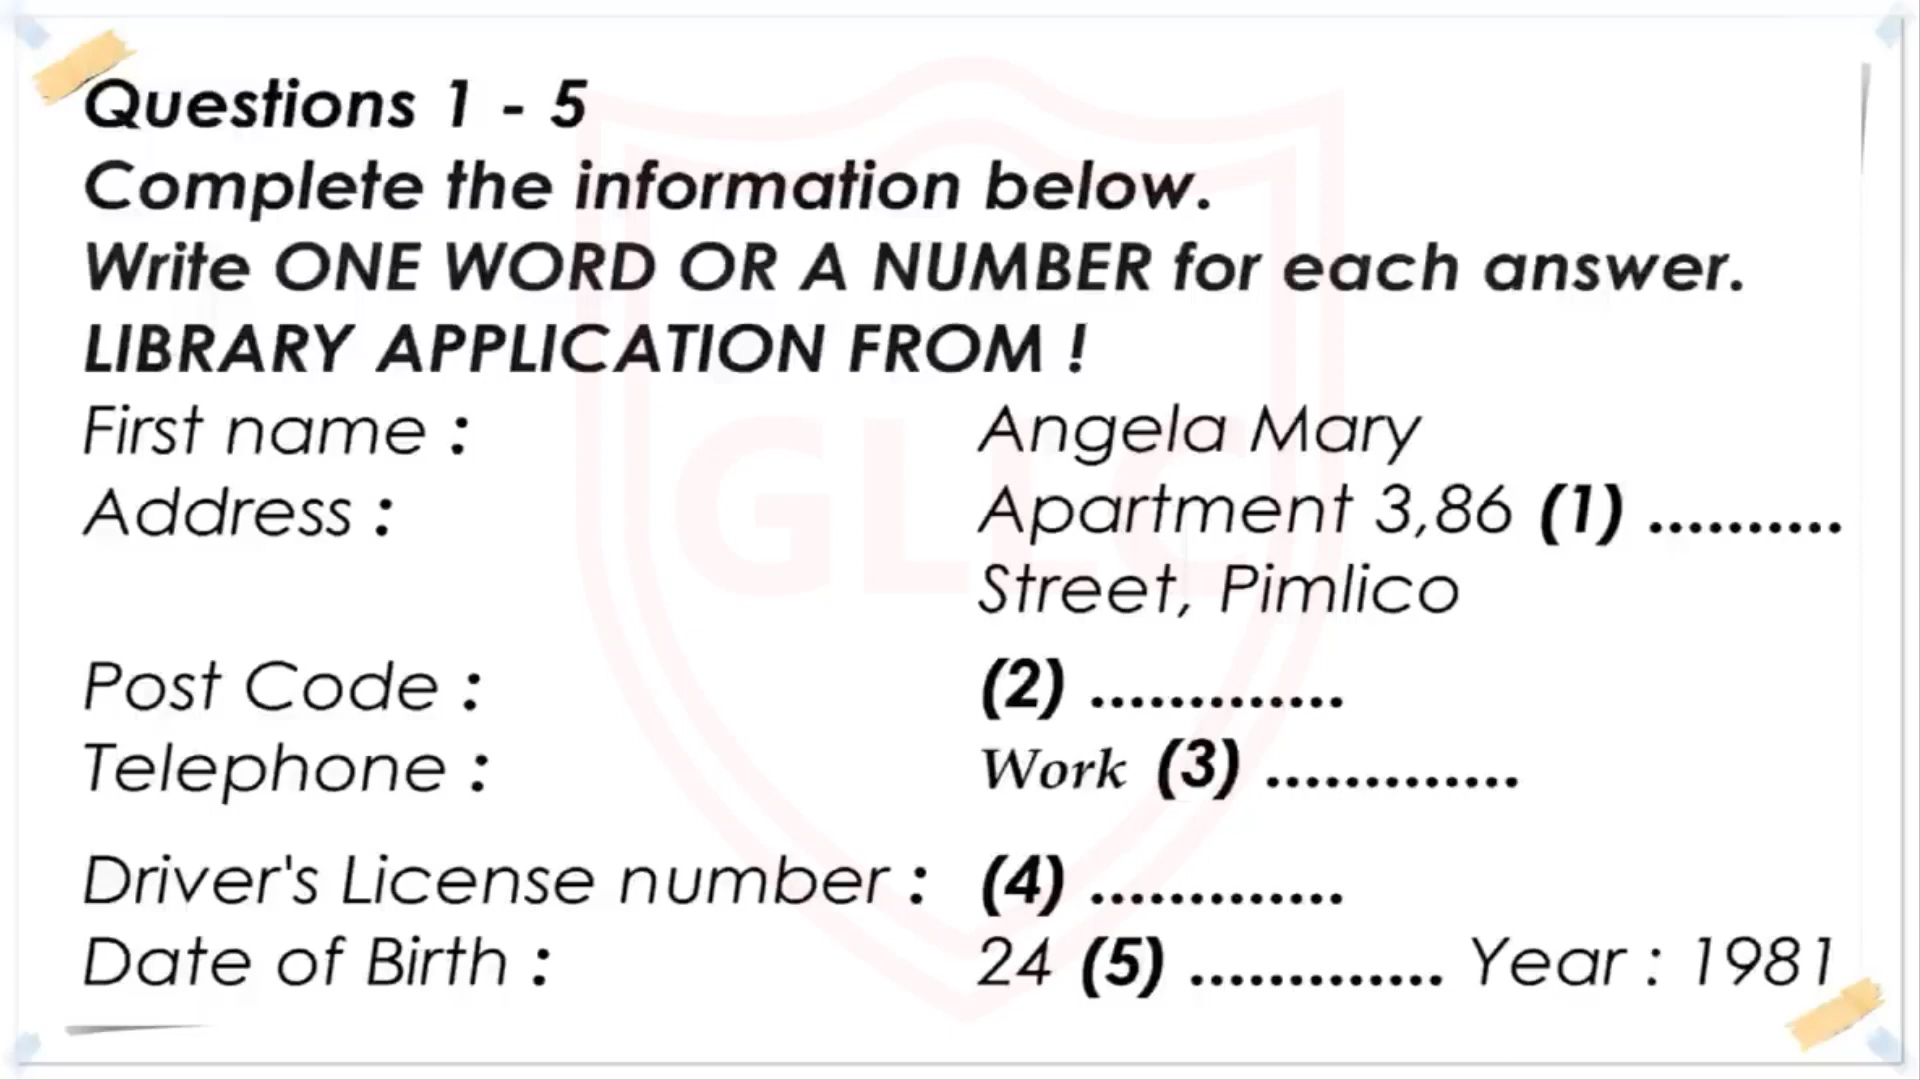 Questions 1 - 5
Complete the information below.
Write ONE WORD OR A NUMBER for each answer.
LIBRARY APPLICATION FROM !
First name : Angela Mary
Address : Apartment 3,86 (1) ..........
Street, Pimlico
Post Code : (2) .............
Telephone : Work (3) .............
Driver's License number : (4) .............
Date of Birth : 24 (5) ............. Year : 1981
GLLC